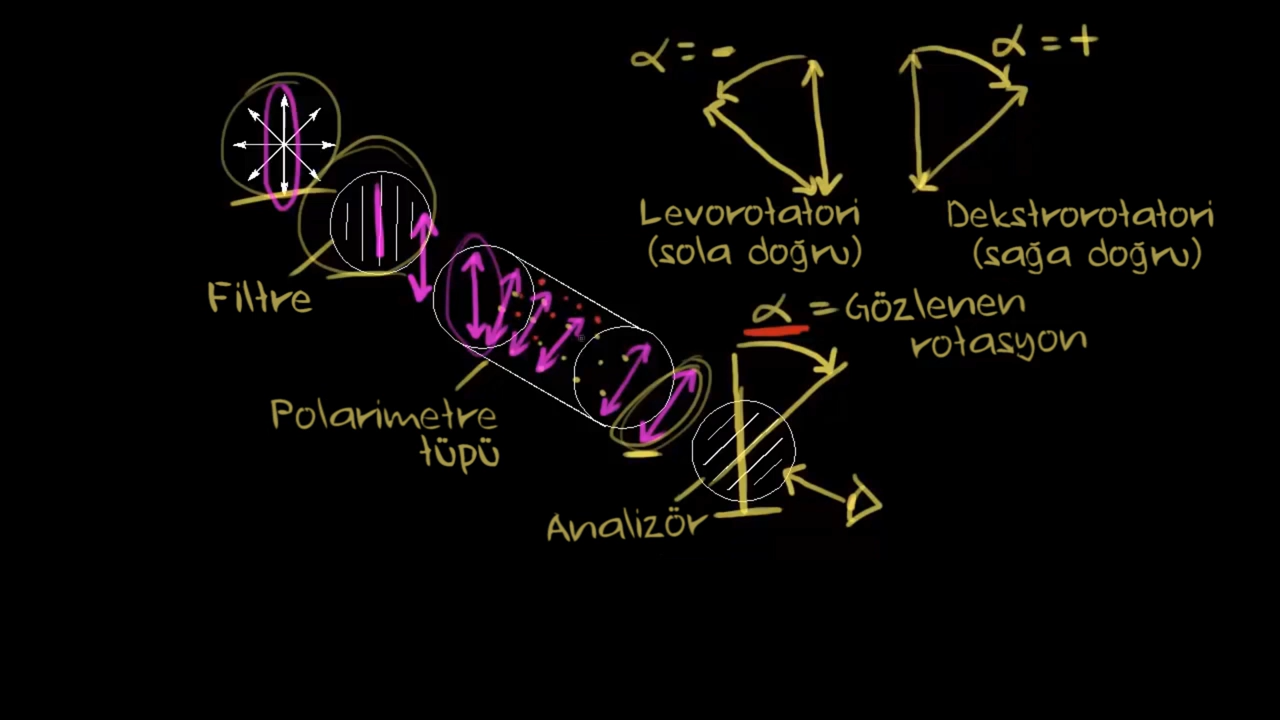 α = -
α = +
Levorotatori
(sola doğru)
Dekstrorotatori
(sağa doğru)
Filtre
α = Gözlenen
rotasyon
Polarimetre
tüpü
Analizör